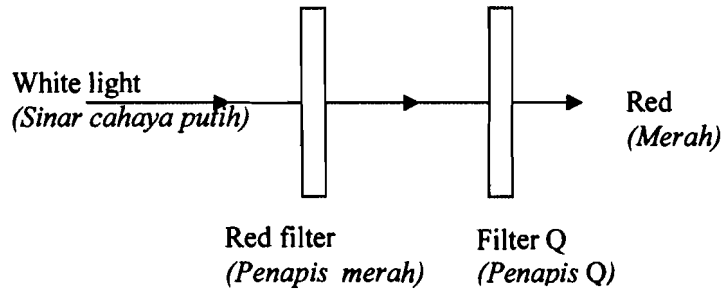 White light
(Sinar cahaya putih)
Red
(Merah)
Red filter
(Penapis merah)
Filter Q
(Penapis Q)